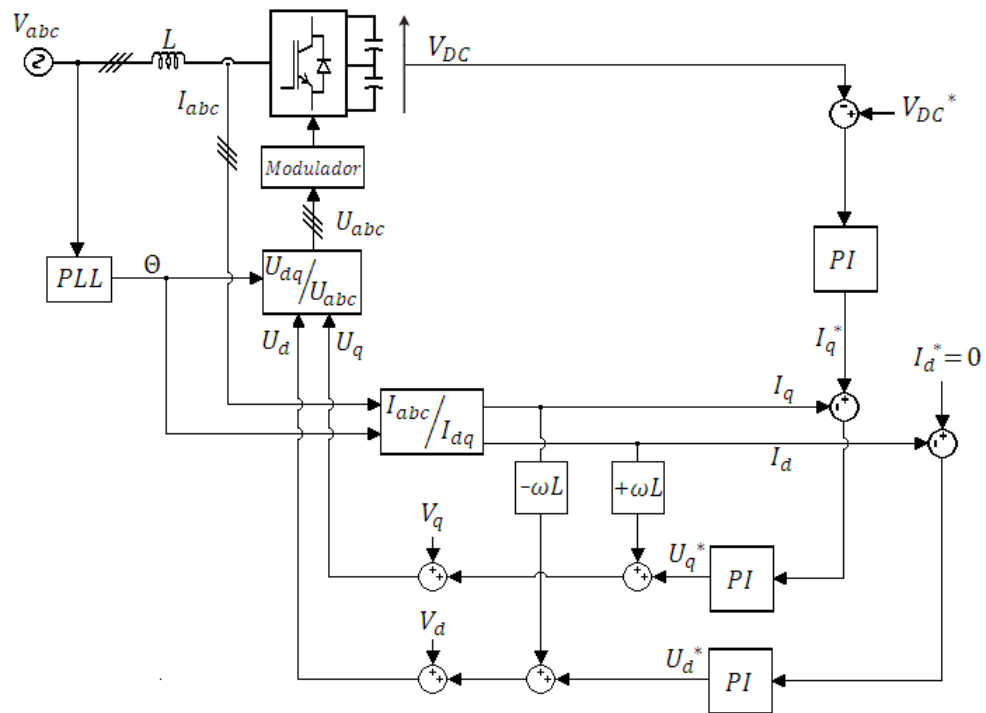 V_abc
L
V_DC
I_abc
V_DC*
Modulador
U_abc
PLL
Θ
U_dq/U_abc
PI
U_d
U_q
I_q*
I_d*=0
I_abc/I_dq
I_q
I_d
-ωL
+ωL
V_q
U_q*
PI
V_d
U_d*
PI